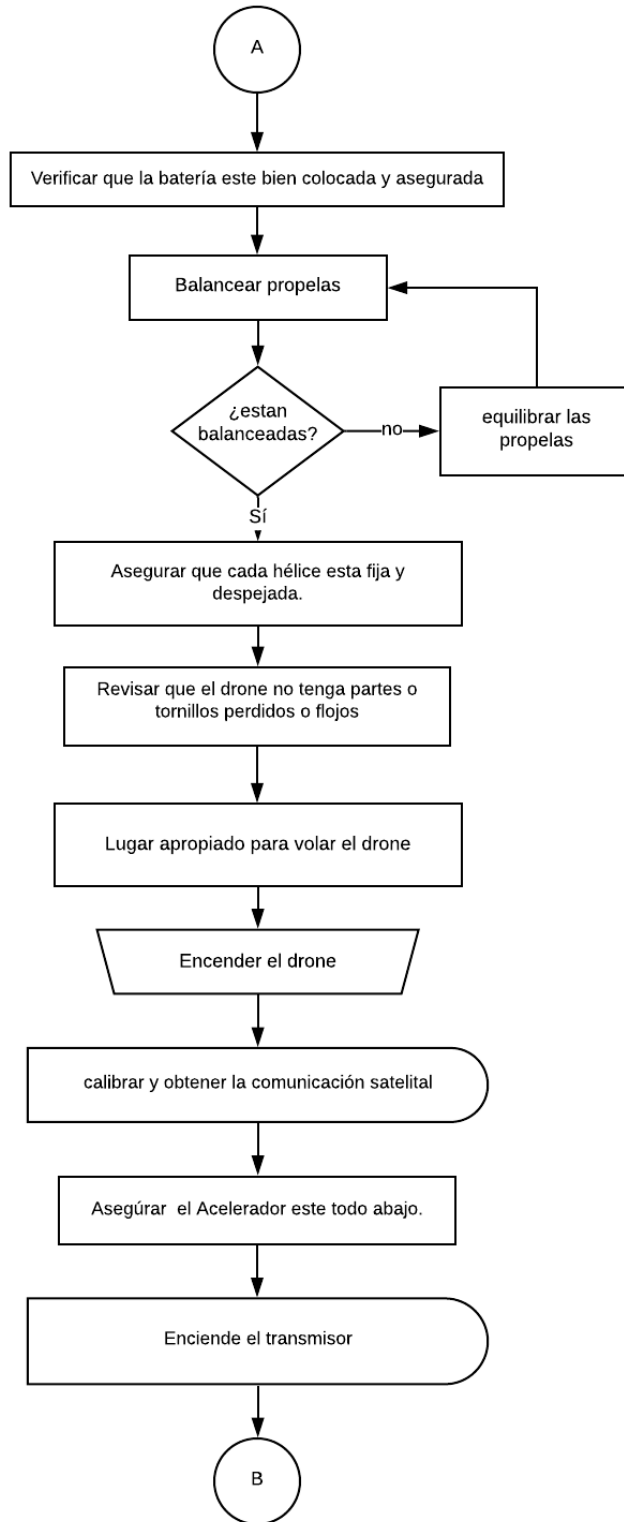 A
Verificar que la batería este bien colocada y asegurada
Balancear propelas
¿estan
balanceadas?
no
equilibrar las
propelas
Sí
Asegurar que cada hélice esta fija y
despejada.
Revisar que el drone no tenga partes o
tornillos perdidos o flojos
Lugar apropiado para volar el drone
Encender el drone
calibrar y obtener la comunicación satelital
Asegúrar  el Acelerador este todo abajo.
Enciende el transmisor
B